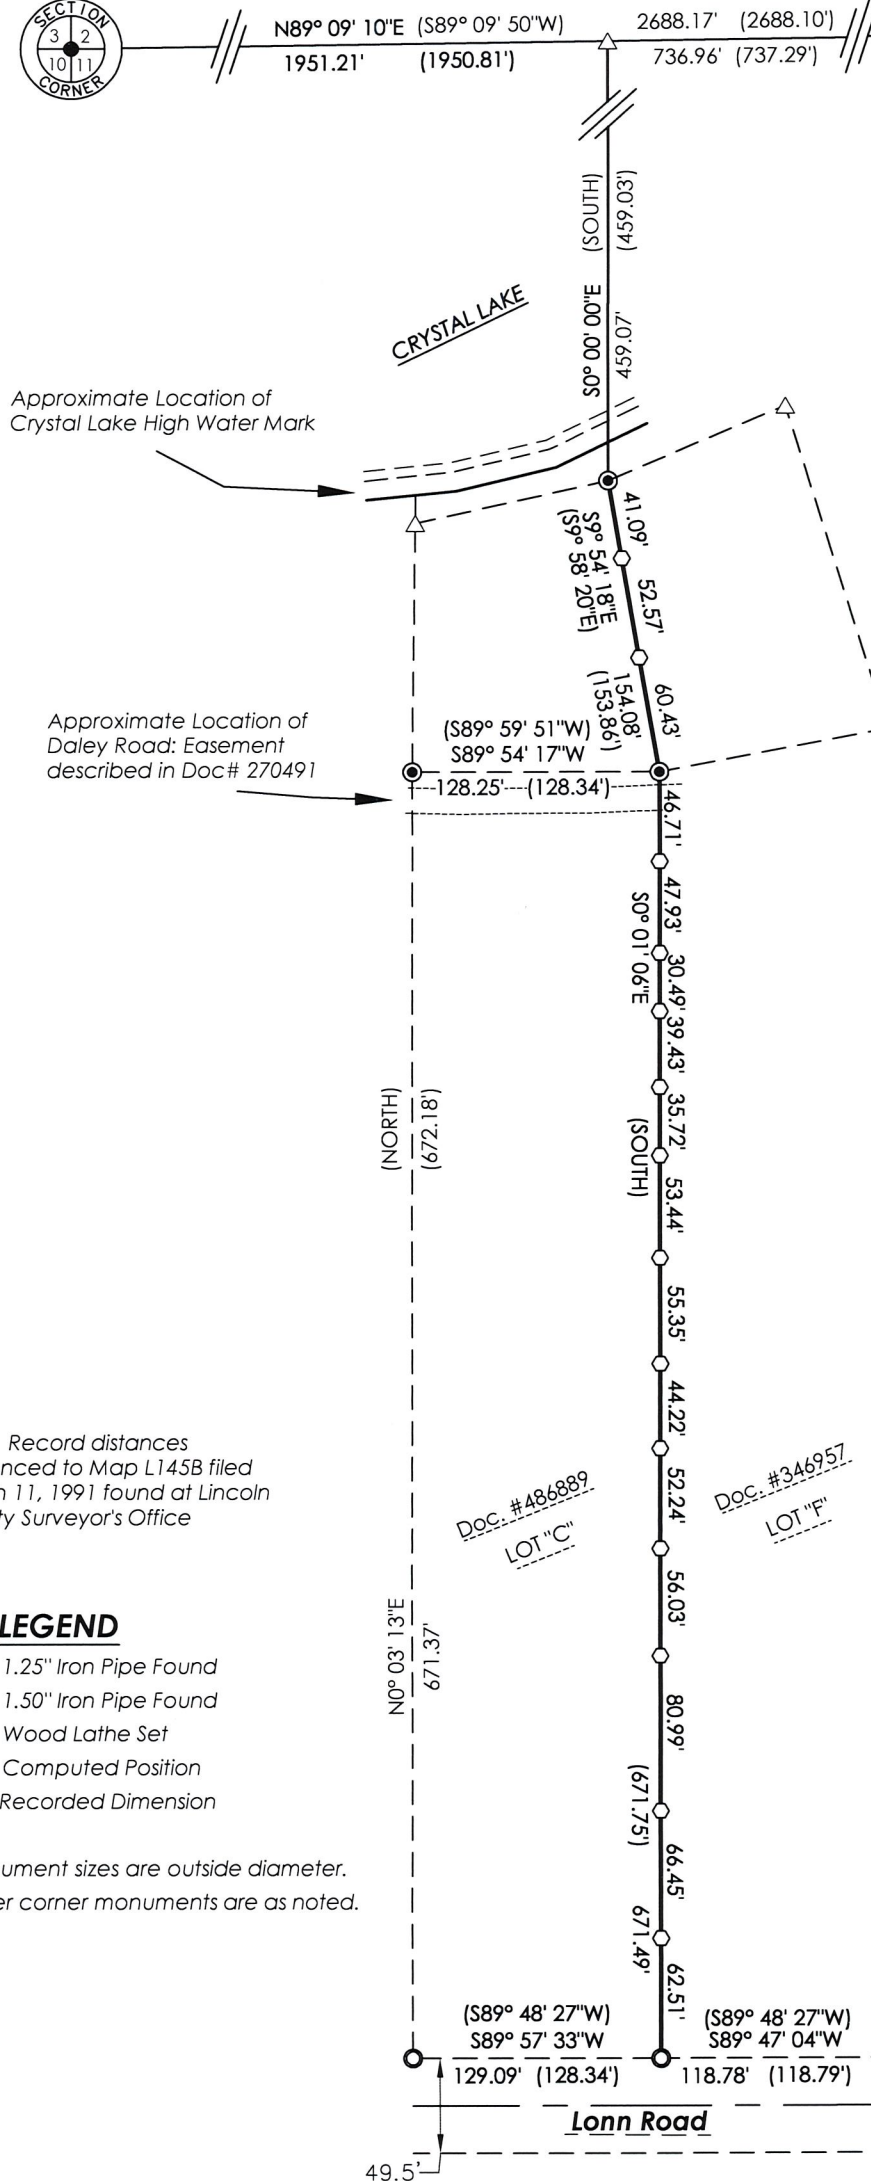 SECTION
3 2
10 11
CORNER
N89° 09' 10"E (S89° 09' 50"W)
1951.21' (1950.81')
2688.17' (2688.10')
736.96' (737.29')
(SOUTH)
(459.03')
S0° 00' 00"E
459.07'
CRYSTAL LAKE
Approximate Location of
Crystal Lake High Water Mark
41.09'
S9° 54' 18"E
(S9° 58' 20"E)
52.57'
154.08'
(153.86')
60.43'
Approximate Location of
Daley Road: Easement
described in Doc# 270491
(S89° 59' 51"W)
S89° 54' 17"W
128.25' (128.34')
46.71'
47.93'
S0° 01' 06"E
30.49'
39.43'
35.72'
(SOUTH)
53.44'
(NORTH)
(672.18')
55.35'
44.22'
52.24'
56.03'
80.99'
(671.75')
66.45'
671.49'
62.51'
Record distances
nced to Map L145B filed
11, 1991 found at Lincoln
ty Surveyor's Office
Doc. #486889
LOT "C"
Doc. #346957
LOT "F"
N0° 03' 13"E
671.37'
LEGEND
1.25" Iron Pipe Found
1.50" Iron Pipe Found
Wood Lathe Set
Computed Position
Recorded Dimension
ument sizes are outside diameter.
er corner monuments are as noted.
(S89° 48' 27"W)
S89° 57' 33"W
129.09' (128.34')
(S89° 48' 27"W)
S89° 47' 04"W
118.78' (118.79')
Lonn Road
49.5'